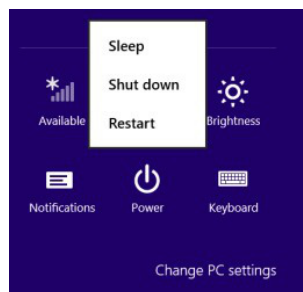 Sleep
Shut down
Restart
Available
Brightness
Notifications
Power
Keyboard
Change PC settings